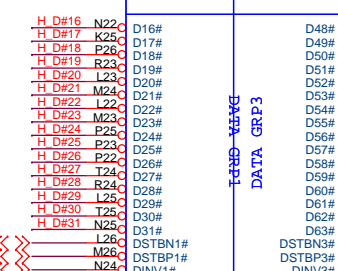 H_D#16 N22 D16# D48#
H_D#17 K25 D17# D49#
H_D#18 P26 D18# D50#
H_D#19 R23 D19# D51#
H_D#20 L23 D20# D52#
H_D#21 M24 D21# D53#
H_D#22 L22 D22# D54#
H_D#23 M23 D23# D55#
H_D#24 P25 D24# D56#
H_D#25 P23 D25# D57#
H_D#26 P22 D26# D58#
H_D#27 T24 D27# D59#
H_D#28 R24 D28# D60#
H_D#29 L25 D29# D61#
H_D#30 T25 D30# D62#
H_D#31 N25 D31# D63#
L26 DSTBN1# DSTBN3#
M26 DSTBP1# DSTBP3#
N24 DINV1# DINV3#
DATA GRP1
DATA GRP3